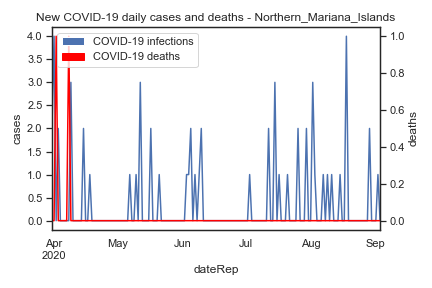 New COVID-19 daily cases and deaths - Northern_Mariana_Islands
COVID-19 infections
COVID-19 deaths
4.0
3.5
3.0
2.5
2.0
1.5
1.0
0.5
0.0
cases
1.0
0.8
0.6
0.4
0.2
0.0
deaths
Apr
2020
May
Jun
Jul
Aug
Sep
dateRep